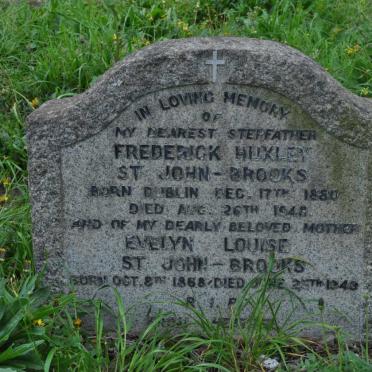 IN LOVING MEMORY
OF
MY DEAREST STEPFATHER
FREDERICK HUXLEY
ST JOHN-BROOKS
BORN DUBLIN DEC. 17TH 1880
DIED AUG. 26TH 1948
AND OF MY DEARLY BELOVED MOTHER
EVELYN LOUISE
ST JOHN-BROOKS
BORN OCT. 8TH 1868 DIED JUNE 1949
R.I.P.